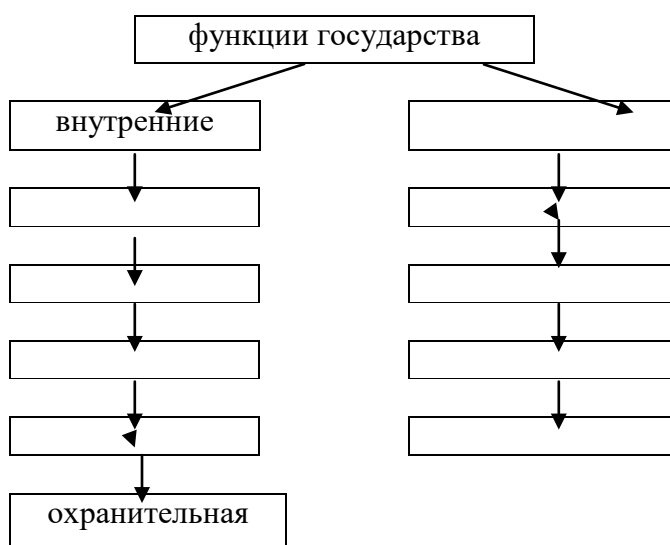 функции государства
внутренние
охранительная